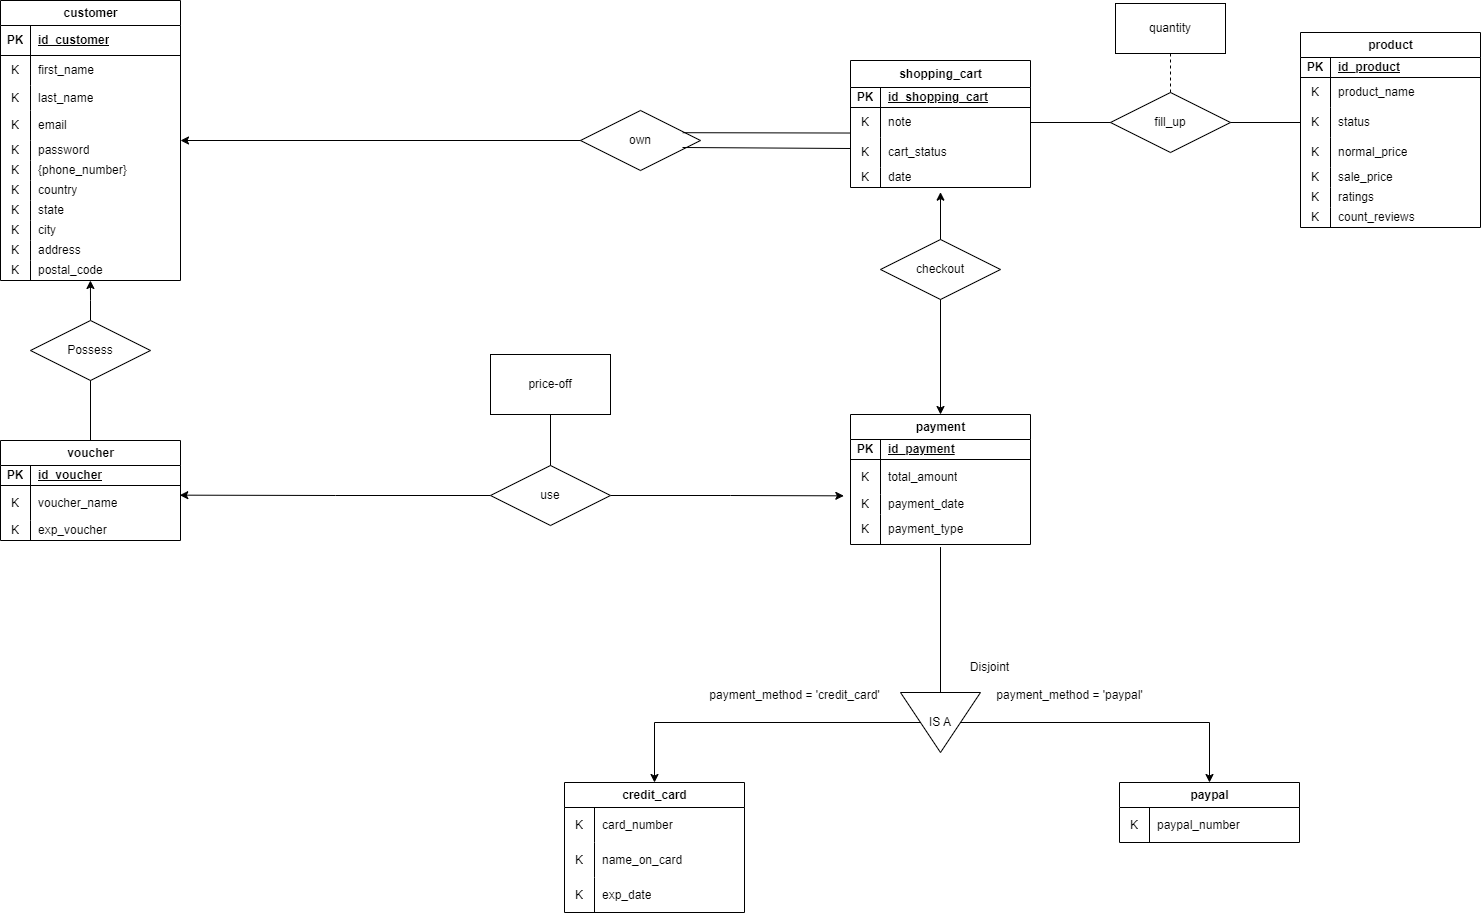 customer
PK id_customer
K first_name
K last_name
K email
K password
K {phone_number}
K country
K state
K city
K address
K postal_code
own
shopping_cart
PK id_shopping_cart
K note
K cart_status
K date
quantity
fill_up
product
PK id_product
K product_name
K status
K normal_price
K sale_price
K ratings
K count_reviews
checkout
Possess
price-off
voucher
PK id_voucher
K voucher_name
K exp_voucher
use
payment
PK id_payment
K total_amount
K payment_date
K payment_type
Disjoint
payment_method = 'credit_card'
payment_method = 'paypal'
IS A
credit_card
K card_number
K name_on_card
K exp_date
paypal
K paypal_number